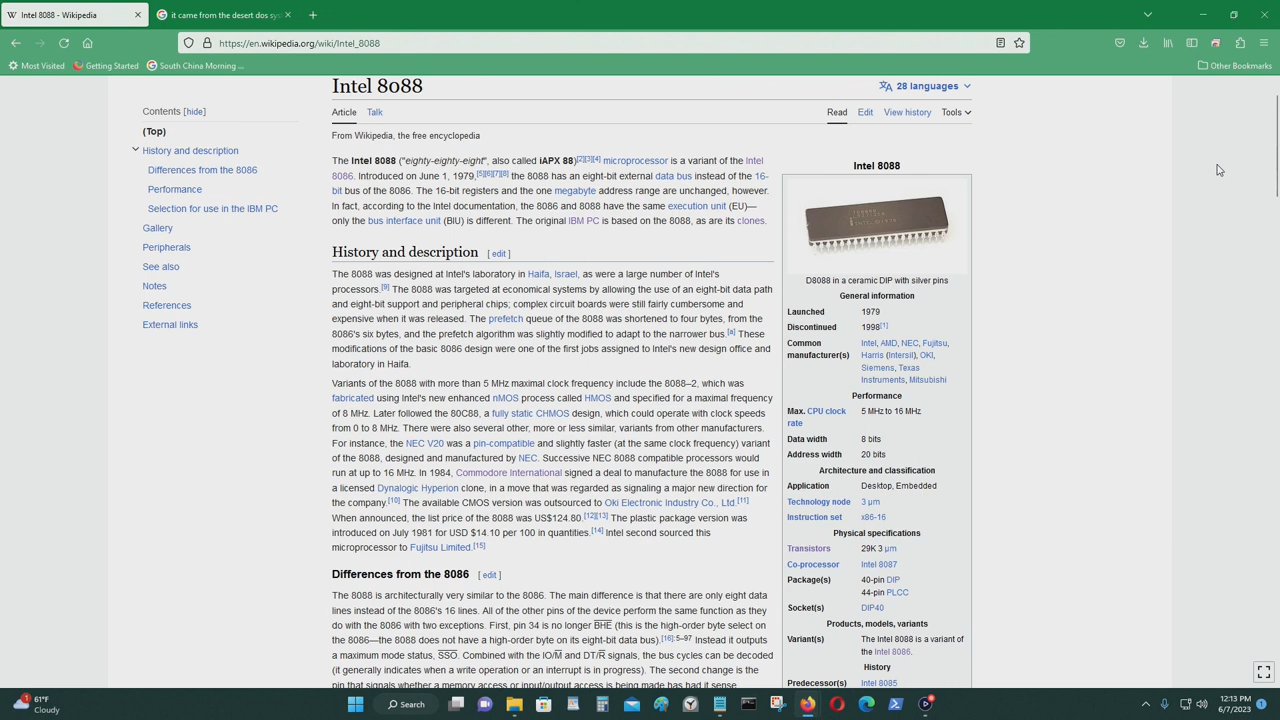 Intel 8088 - Wikipedia
it came from the desert dos sys
https://en.wikipedia.org/wiki/Intel_8088
Most Visited
Getting Started
South China Morning ...
Other Bookmarks
Intel 8088
28 languages
Article
Talk
Read
Edit
View history
Tools
From Wikipedia, the free encyclopedia
Contents [hide]
(Top)
History and description
Differences from the 8086
Performance
Selection for use in the IBM PC
Gallery
Peripherals
See also
Notes
References
External links
The Intel 8088 ("eighty-eighty-eight", also called iAPX 88)[2][3][4] microprocessor is a variant of the Intel
8086. Introduced on June 1, 1979,[5][6][7][8] the 8088 has an eight-bit external data bus instead of the 16-
bit bus of the 8086. The 16-bit registers and the one megabyte address range are unchanged, however.
In fact, according to the Intel documentation, the 8086 and 8088 have the same execution unit (EU)—
only the bus interface unit (BIU) is different. The original IBM PC is based on the 8088, as are its clones.
History and description [ edit ]
The 8088 was designed at Intel's laboratory in Haifa, Israel, as were a large number of Intel's
processors.[9] The 8088 was targeted at economical systems by allowing the use of an eight-bit data path
and eight-bit support and peripheral chips; complex circuit boards were still fairly cumbersome and
expensive when it was released. The prefetch queue of the 8088 was shortened to four bytes, from the
8086's six bytes, and the prefetch algorithm was slightly modified to adapt to the narrower bus.[a] These
modifications of the basic 8086 design were one of the first jobs assigned to Intel's new design office and
laboratory in Haifa.
Variants of the 8088 with more than 5 MHz maximal clock frequency include the 8088–2, which was
fabricated using Intel's new enhanced nMOS process called HMOS and specified for a maximal frequency
of 8 MHz. Later followed the 80C88, a fully static CHMOS design, which could operate with clock speeds
from 0 to 8 MHz. There were also several other, more or less similar, variants from other manufacturers.
For instance, the NEC V20 was a pin-compatible and slightly faster (at the same clock frequency) variant
of the 8088, designed and manufactured by NEC. Successive NEC 8088 compatible processors would
run at up to 16 MHz. In 1984, Commodore International signed a deal to manufacture the 8088 for use in
a licensed Dynalogic Hyperion clone, in a move that was regarded as signaling a major new direction for
the company.[10] The available CMOS version was outsourced to Oki Electronic Industry Co., Ltd.[11]
When announced, the list price of the 8088 was US$124.80.[12][13] The plastic package version was
introduced on July 1981 for USD $14.10 per 100 in quantities.[14] Intel second sourced this
microprocessor to Fujitsu Limited.[15]
Differences from the 8086 [ edit ]
The 8088 is architecturally very similar to the 8086. The main difference is that there are only eight data
lines instead of the 8086's 16 lines. All of the other pins of the device perform the same function as they
do with the 8086 with two exceptions. First, pin 34 is no longer BHE (this is the high-order byte select on
the 8086—the 8088 does not have a high-order byte on its eight-bit data bus).[16]:5–97 Instead it outputs
a maximum mode status, SSO. Combined with the IO/M and DT/R signals, the bus cycles can be decoded
(it generally indicates when a write operation or an interrupt is in progress). The second change is the
pin that signals whether a memory access or input/output access is being made has had it sense
Intel 8088
D8088 in a ceramic DIP with silver pins
General information
Launched 1979
Discontinued 1998[1]
Common manufacturer(s) Intel, AMD, NEC, Fujitsu,
Harris (Intersil), OKI,
Siemens, Texas
Instruments, Mitsubishi
Performance
Max. CPU clock rate 5 MHz to 16 MHz
Data width 8 bits
Address width 20 bits
Architecture and classification
Application Desktop, Embedded
Technology node 3 μm
Instruction set x86-16
Physical specifications
Transistors 29K 3 μm
Co-processor Intel 8087
Package(s) 40-pin DIP
44-pin PLCC
Socket(s) DIP40
Products, models, variants
Variant(s) The Intel 8088 is a variant of
the Intel 8086.
History
Predecessor(s) Intel 8085
61°F
Cloudy
Search
12:13 PM
6/7/2023